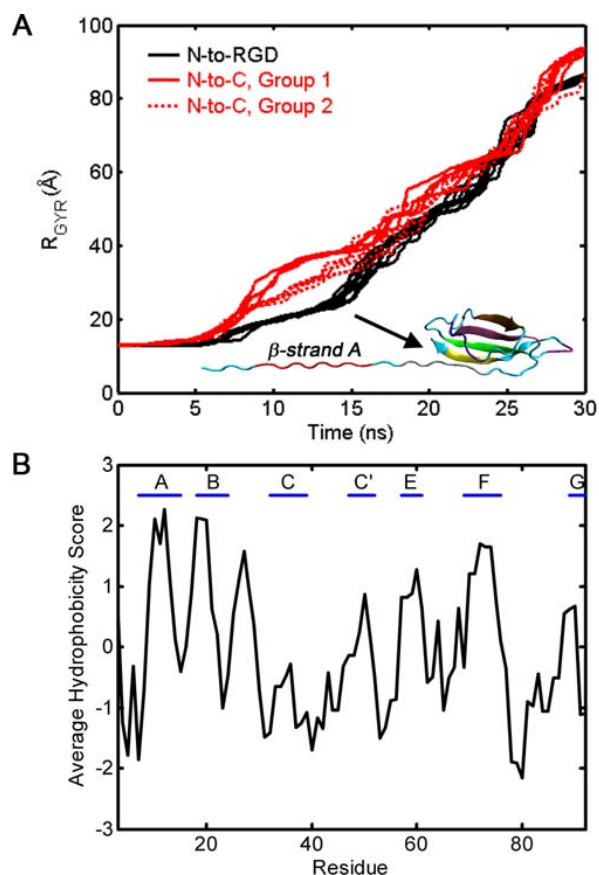 A
100
N-to-RGD
N-to-C, Group 1
N-to-C, Group 2
80
60
40
20
0
R_GYR (Å)
β-strand A
0 5 10 15 20 25 30
Time (ns)
B
3
2
1
0
-1
-2
-3
Average Hydrophobicity Score
A B C C' E F G
20 40 60 80
Residue